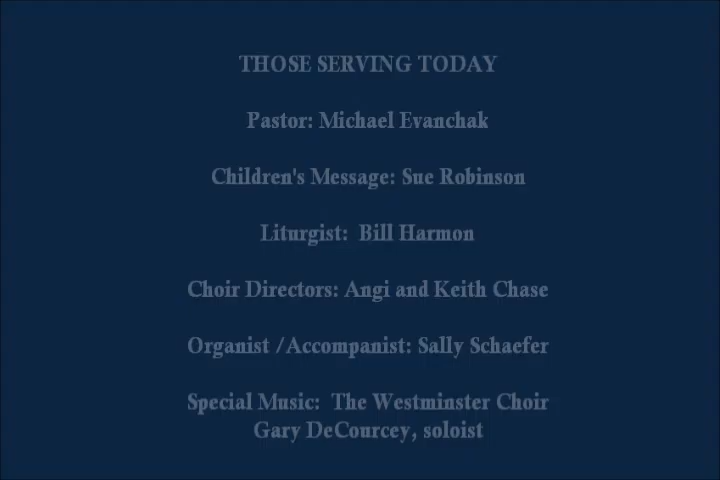 THOSE SERVING TODAY
Pastor: Michael Evanchak
Children's Message: Sue Robinson
Liturgist:  Bill Harmon
Choir Directors: Angi and Keith Chase
Organist /Accompanist: Sally Schaefer
Special Music:  The Westminster Choir
Gary DeCourcey, soloist